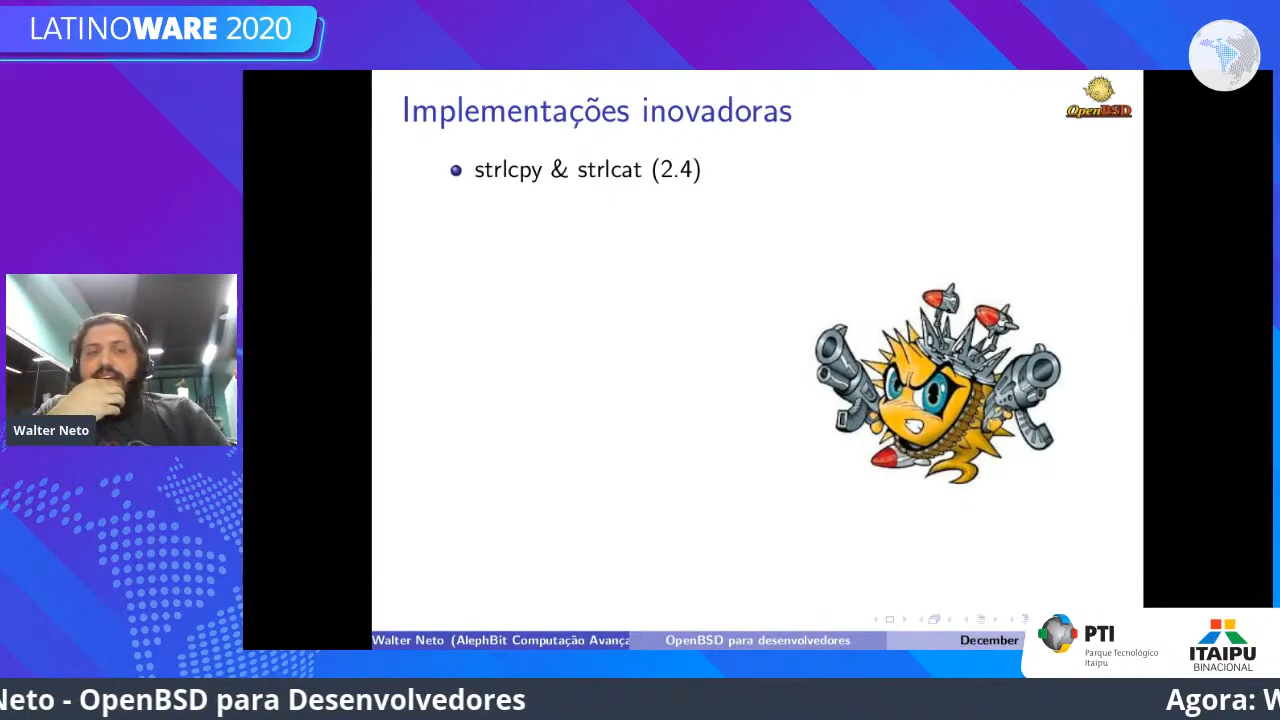 LATINOWARE 2020
Implementações inovadoras
OpenBSD
strlcpy & strlcat (2.4)
Walter Neto
Walter Neto (AlephBit Computação Avança
OpenBSD para desenvolvedores
December
PTI
Parque Tecnológico
Itaipu
ITAIPU
BINACIONAL
Neto - OpenBSD para Desenvolvedores
Agora: W